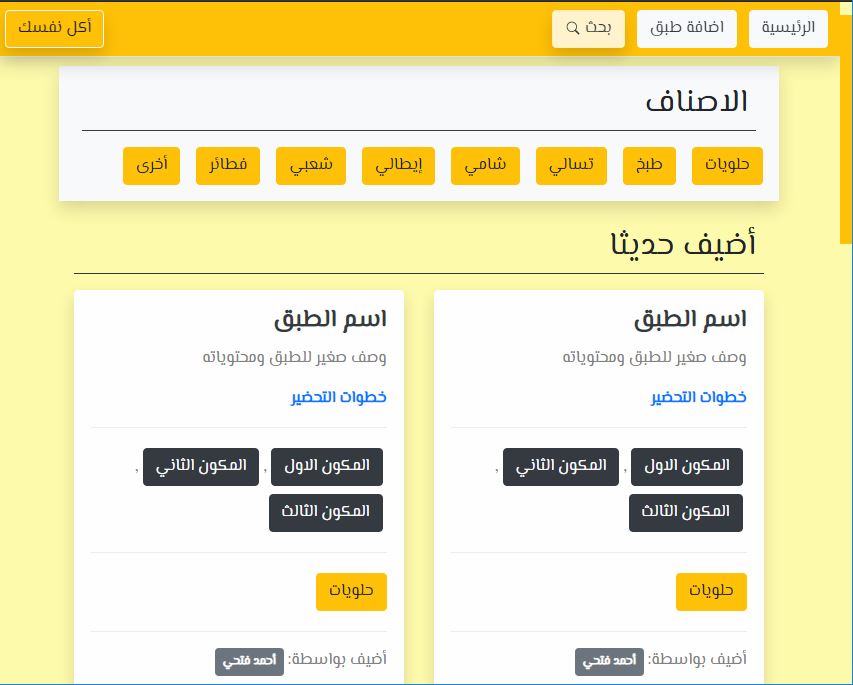 الرئيسية اضافة طبق بحث أكل نفسك
الاصناف
حلويات طبخ تسالي شامي إيطالي شعبي فطائر أخرى
أضيف حديثا
اسم الطبق
وصف صغير للطبق ومحتوياته
خطوات التحضير
المكون الاول , المكون الثاني ,
المكون الثالث
حلويات
أضيف بواسطة: أحمد فتحي
اسم الطبق
وصف صغير للطبق ومحتوياته
خطوات التحضير
المكون الاول , المكون الثاني ,
المكون الثالث
حلويات
أضيف بواسطة: أحمد فتحي